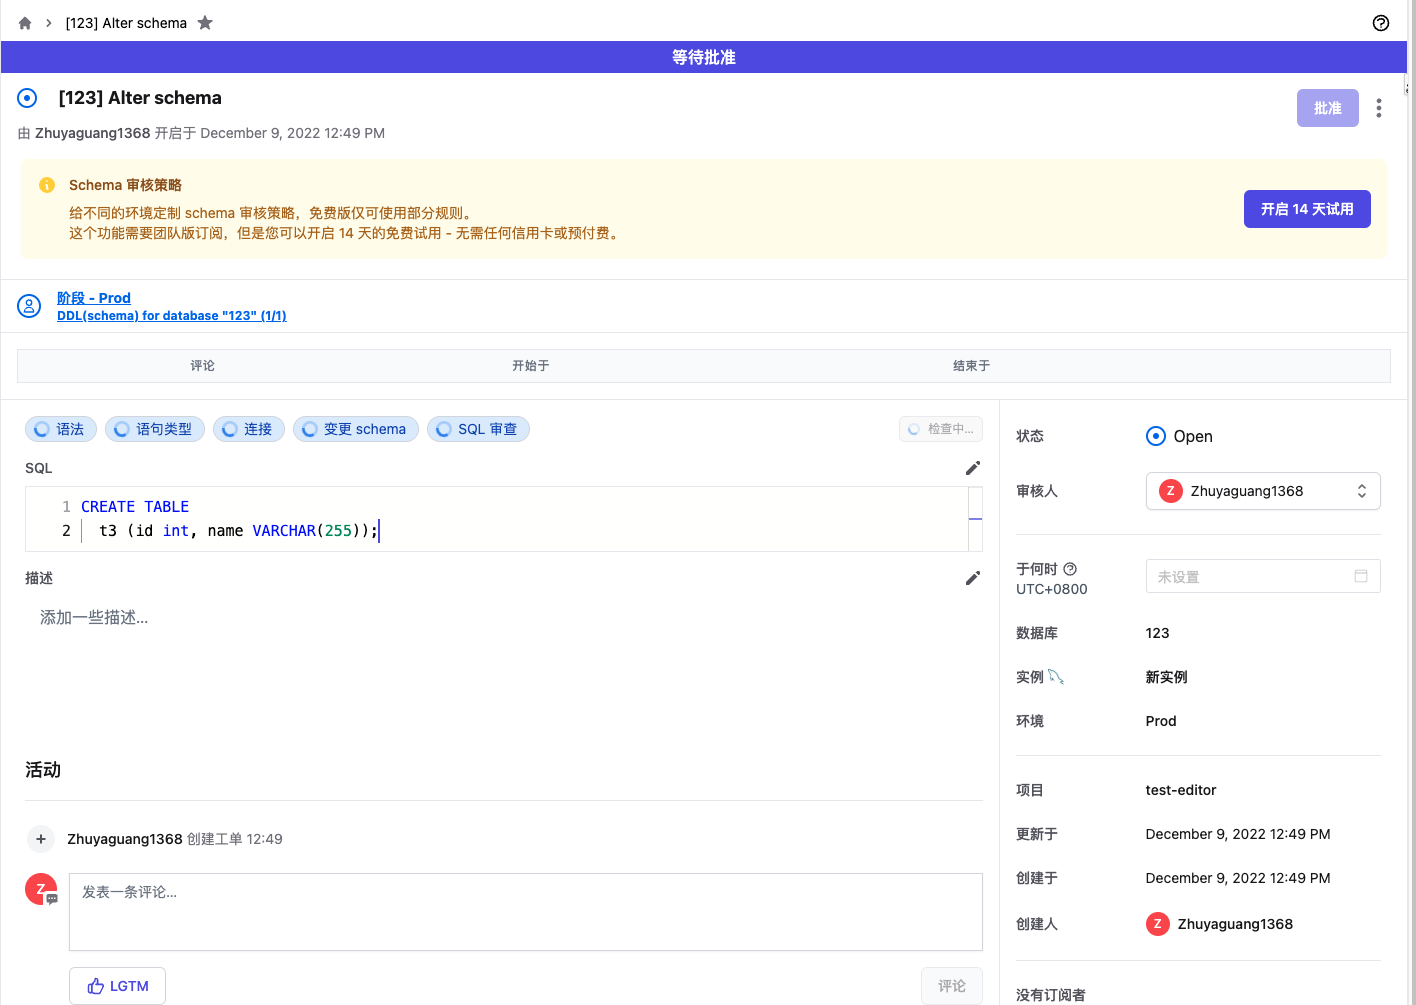 [123] Alter schema
等待批准
[123] Alter schema
批准
由 Zhuyaguang1368 开启于 December 9, 2022 12:49 PM
Schema 审核策略
给不同的环境定制 schema 审核策略，免费版仅可使用部分规则。
这个功能需要团队版订阅，但是您可以开启 14 天的免费试用 - 无需任何信用卡或预付费。
开启 14 天试用
阶段 - Prod
DDL(schema) for database "123" (1/1)
评论 开始于 结束于
语法 语句类型 连接 变更 schema SQL 审查 检查中...
SQL
1 CREATE TABLE
2 t3 (id int, name VARCHAR(255));
描述
添加一些描述...
活动
Zhuyaguang1368 创建工单 12:49
Z
发表一条评论...
LGTM
评论
状态 Open
审核人 Z Zhuyaguang1368
于何时
UTC+0800
未设置
数据库 123
实例 新实例
环境 Prod
项目 test-editor
更新于 December 9, 2022 12:49 PM
创建于 December 9, 2022 12:49 PM
创建人 Z Zhuyaguang1368
没有订阅者